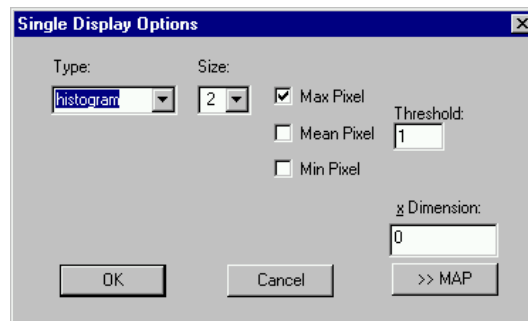 Single Display Options
Type:
Size:
histogram
2
Max Pixel
Mean Pixel
Min Pixel
Threshold:
1
x Dimension:
0
OK
Cancel
>> MAP